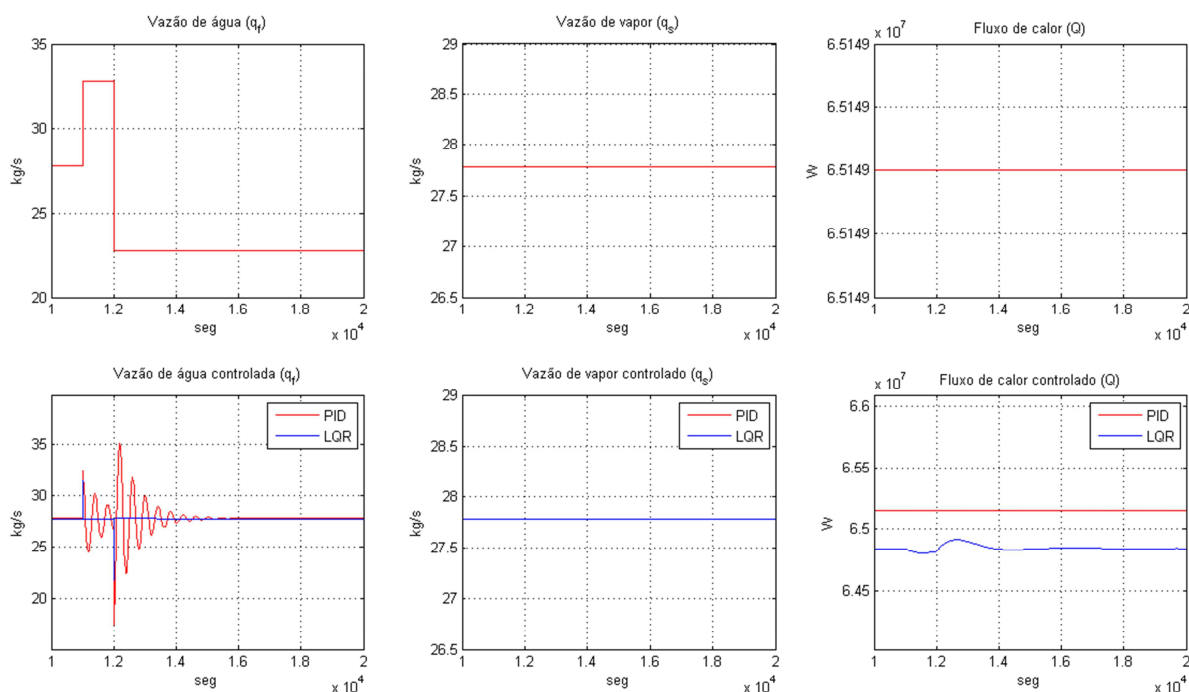 Vazão de água (q_f)
35
30
25
20
kg/s
1 1.2 1.4 1.6 1.8 2
seg
x 10^4
Vazão de vapor (q_s)
29
28.5
28
27.5
27
26.5
kg/s
1.2 1.4 1.6 1.8 2
seg
x 10^4
x 10^7
Fluxo de calor (Q)
6.5149
6.5149
6.5149
6.5149
6.5149
W
1 1.2 1.4 1.6 1.8 2
seg
x 10^4
Vazão de água controlada (q_f)
PID
LQR
35
30
25
20
kg/s
1 1.2 1.4 1.6 1.8 2
seg
x 10^4
Vazão de vapor controlado (q_s)
PID
LQR
29
28.5
28
27.5
27
26.5
kg/s
1.2 1.4 1.6 1.8 2
seg
x 10^4
x 10^7
Fluxo de calor controlado (Q)
PID
LQR
6.6
6.55
6.5
6.45
W
1 1.2 1.4 1.6 1.8 2
seg
x 10^4